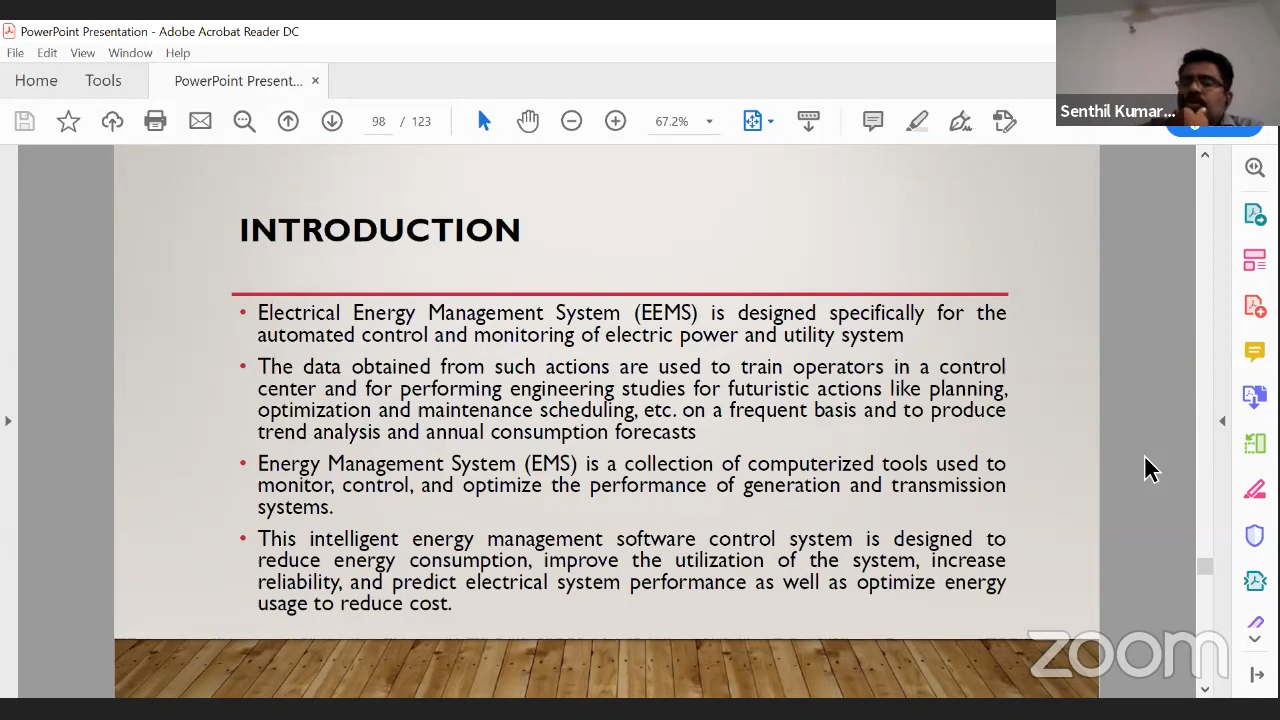 PowerPoint Presentation - Adobe Acrobat Reader DC
File Edit View Window Help
Home Tools PowerPoint Present... ×
98 / 123 67.2%
Senthil Kumar...
INTRODUCTION
• Electrical Energy Management System (EEMS) is designed specifically for the
automated control and monitoring of electric power and utility system
• The data obtained from such actions are used to train operators in a control
center and for performing engineering studies for futuristic actions like planning,
optimization and maintenance scheduling, etc. on a frequent basis and to produce
trend analysis and annual consumption forecasts
• Energy Management System (EMS) is a collection of computerized tools used to
monitor, control, and optimize the performance of generation and transmission
systems.
• This intelligent energy management software control system is designed to
reduce energy consumption, improve the utilization of the system, increase
reliability, and predict electrical system performance as well as optimize energy
usage to reduce cost.
zoom